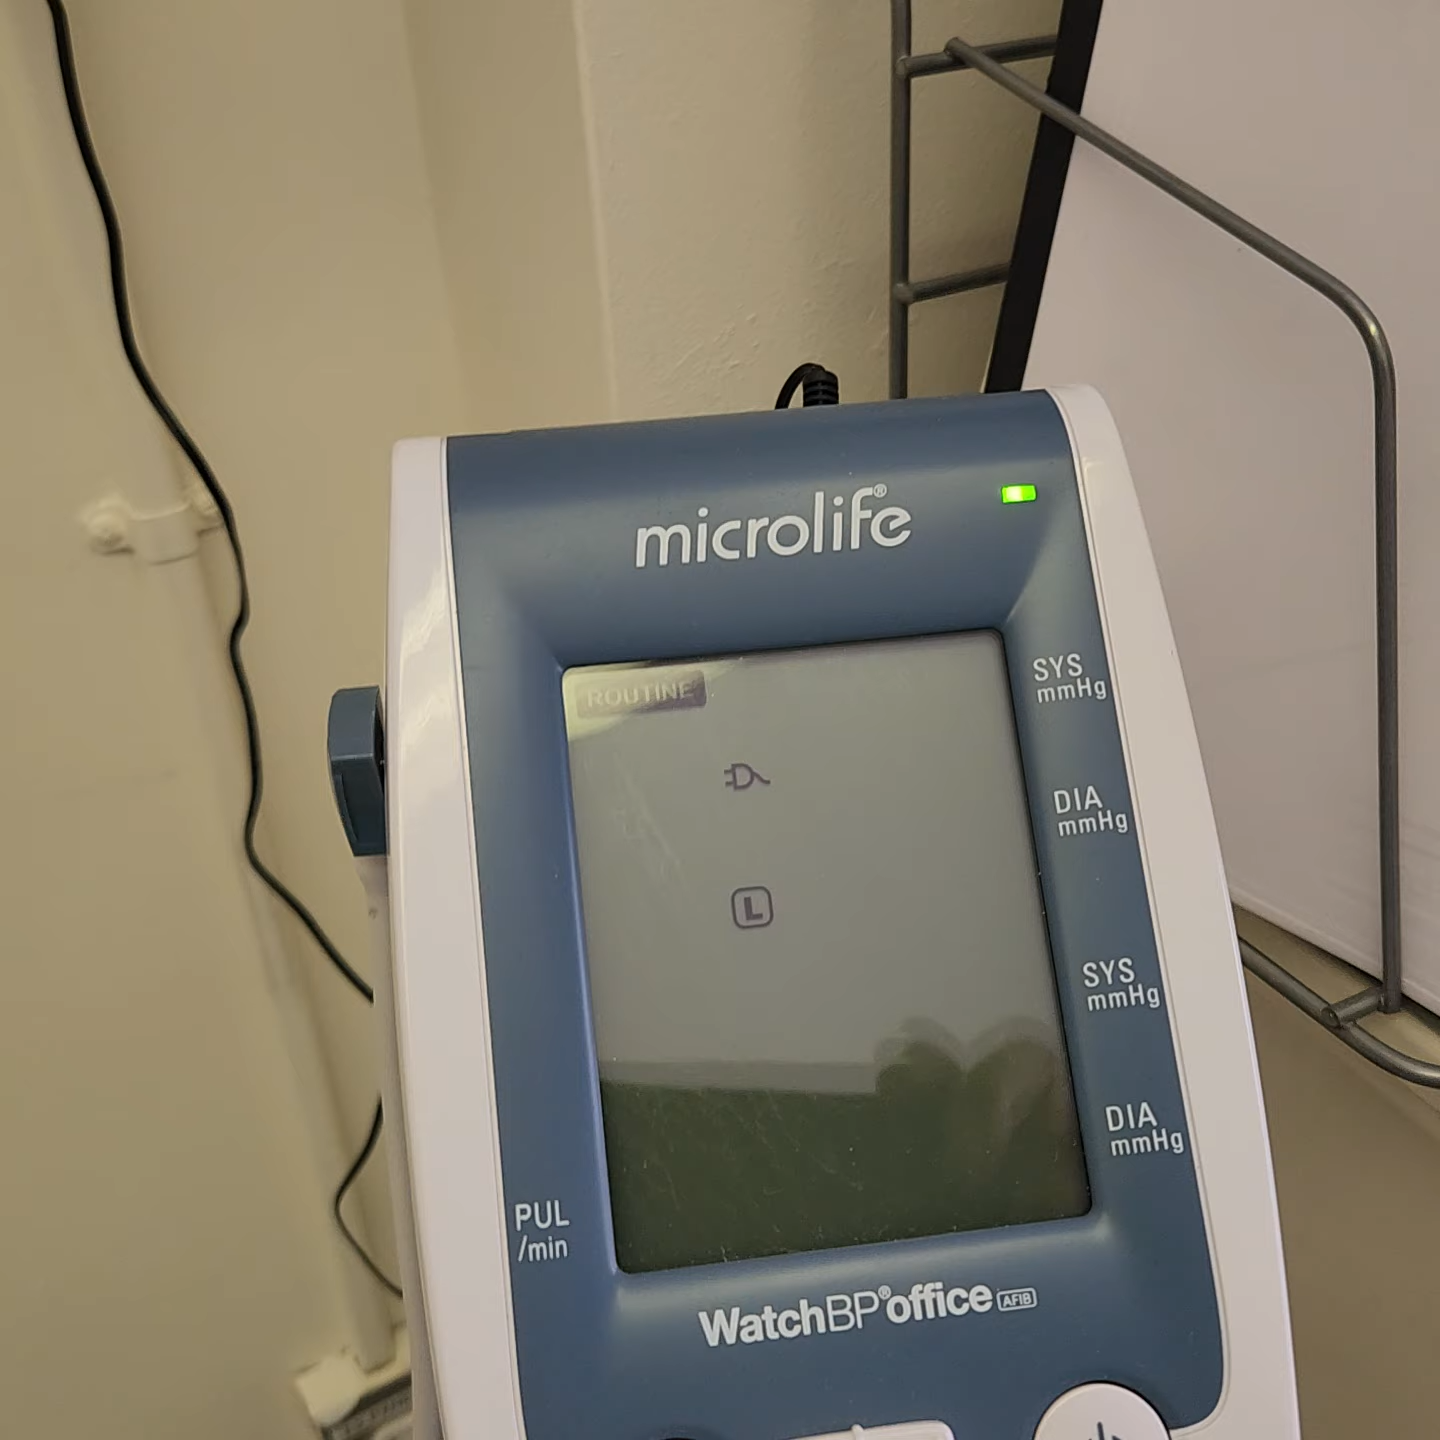 microlife®
ROUTINE
SYS
mmHg
DIA
mmHg
L
SYS
mmHg
DIA
mmHg
PUL
/min
WatchBP®office AFIB